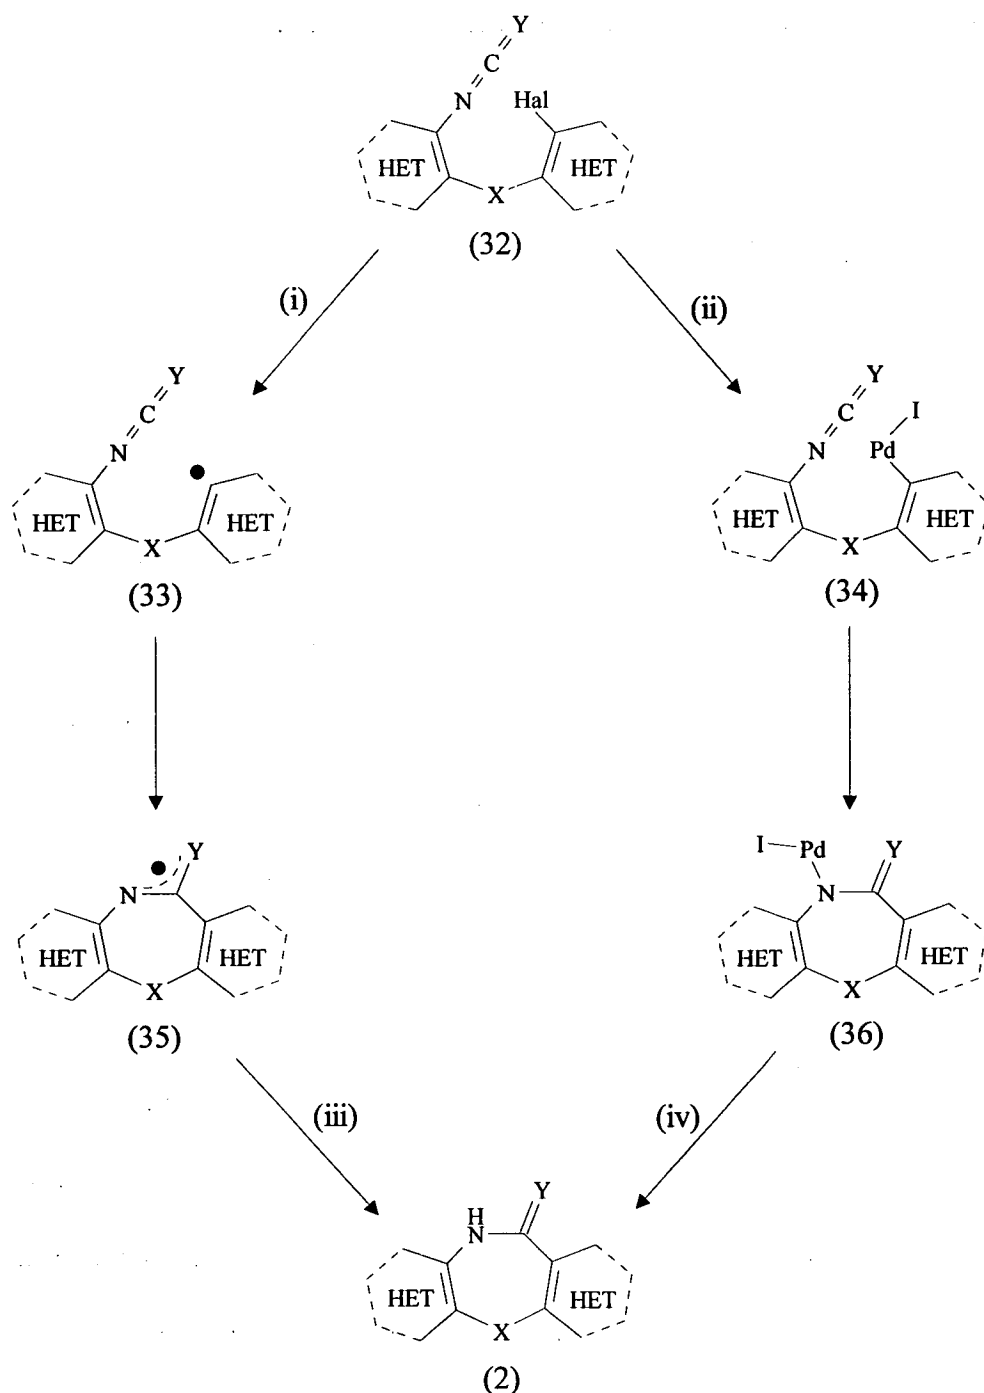 Y
C
N
Hal
HET
HET
X
(32)
(i)
(ii)
Y
C
N
HET
HET
X
(33)
Y
C
I
N
Pd
HET
HET
X
(34)
Y
N
HET
HET
X
(35)
I
Pd
Y
N
HET
HET
X
(36)
(iii)
(iv)
Y
H
N
HET
HET
X
(2)